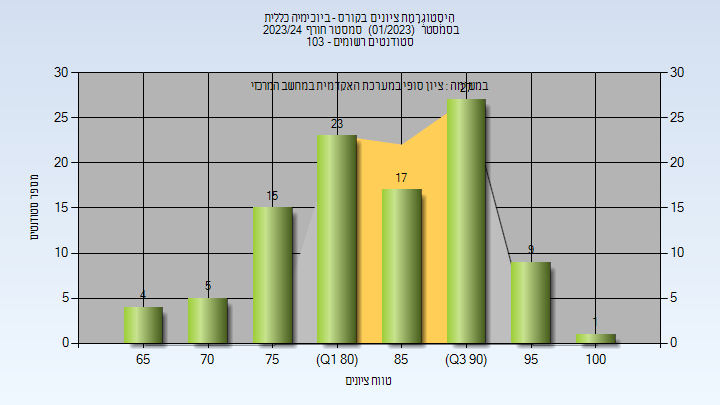 היסטוגרמת ציונים בקורס - ביוכימיה כללית
בסמסטר (01/2023) סמסטר חורף 2023/24
סטודנטים רשומים - 103
במשימה : ציון סופי במערכת האקדמית במחשב המרכזי
30 30
25 25
20 20
15 15
10 10
5 5
0 0
4 5 15 23 17 27 9 1
65 70 75 (Q1 80) 85 (Q3 90) 95 100
מספר סטודנטים
טווח ציונים